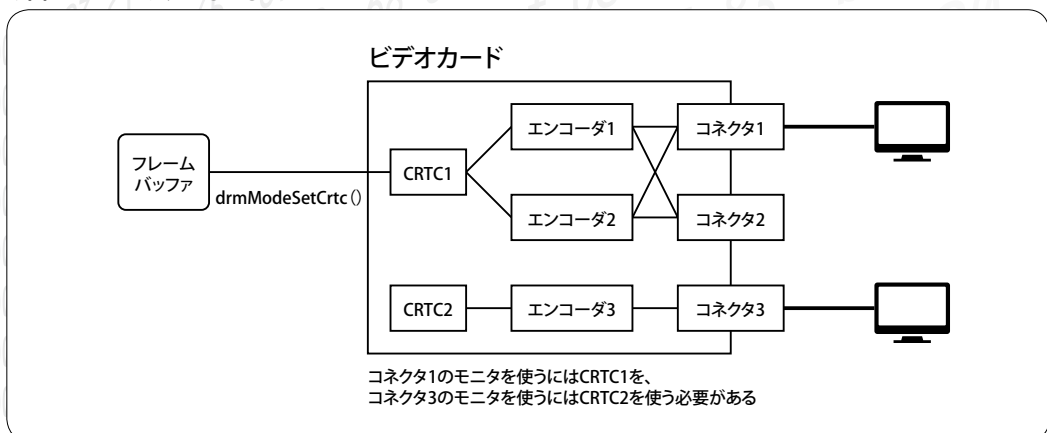 ビデオカード
フレーム
バッファ
drmModeSetCrtc()
CRTC1
エンコーダ1
エンコーダ2
コネクタ1
コネクタ2
CRTC2
エンコーダ3
コネクタ3
コネクタ1のモニタを使うにはCRTC1を、
コネクタ3のモニタを使うにはCRTC2を使う必要がある